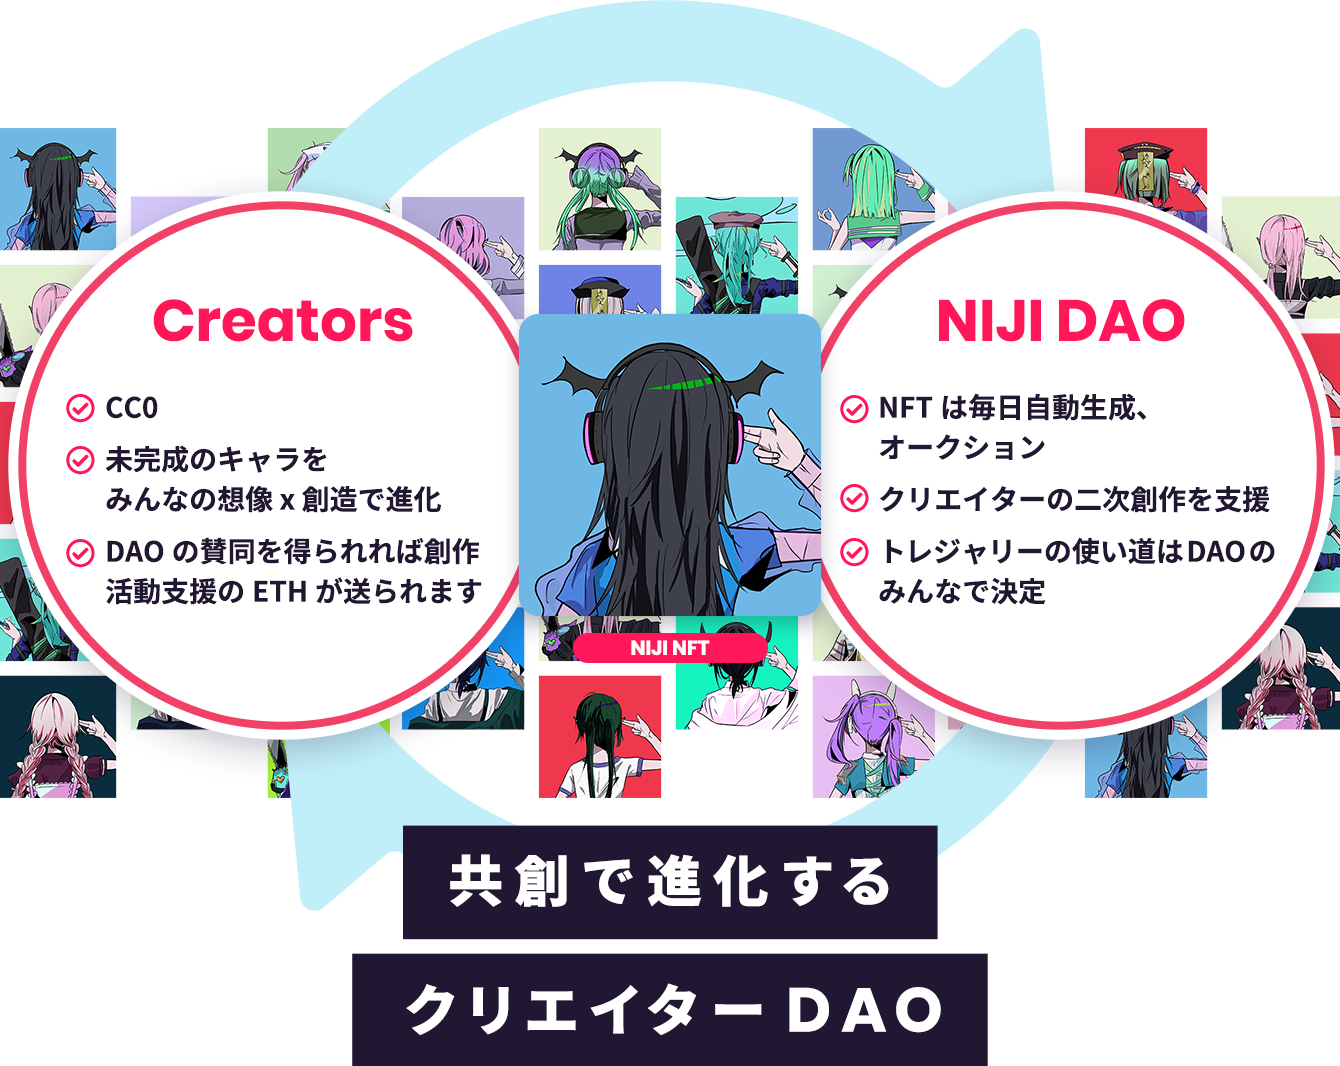 Creators
CC0
未完成のキャラを
みんなの想像 x 創造で進化
DAO の賛同を得られれば創作
活動支援の ETH が送られます
NIJI DAO
NFT は毎日自動生成、
オークション
クリエイターの二次創作を支援
トレジャリーの使い道はDAOの
みんなで決定
NIJI NFT
共創で進化する
クリエイターDAO